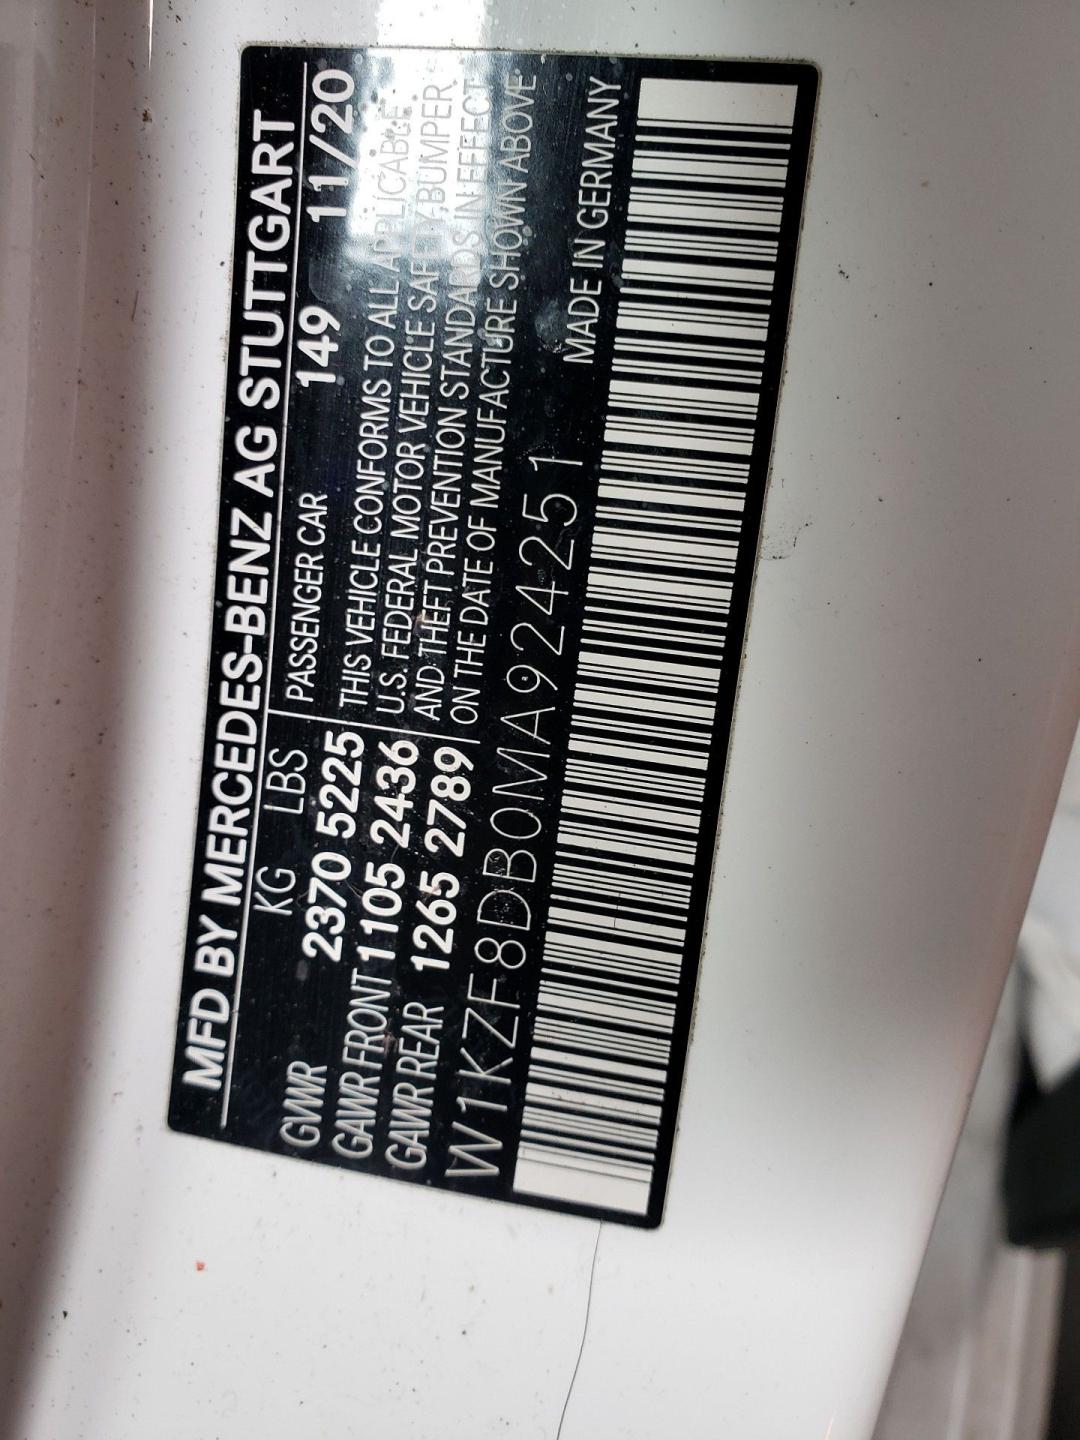 MFD BY MERCEDES-BENZ AG STUTTGART
KG LBS
PASSENGER CAR 149 11/20
GVWR 2370 5225
GAWR FRONT 1105 2436
GAWR REAR 1265 2789
THIS VEHICLE CONFORMS TO ALL APPLICABLE
U.S. FEDERAL MOTOR VEHICLE SAFETY, BUMPER,
AND THEFT PREVENTION STANDARDS IN EFFECT
ON THE DATE OF MANUFACTURE SHOWN ABOVE
W1KZF8DB0MA924251
MADE IN GERMANY